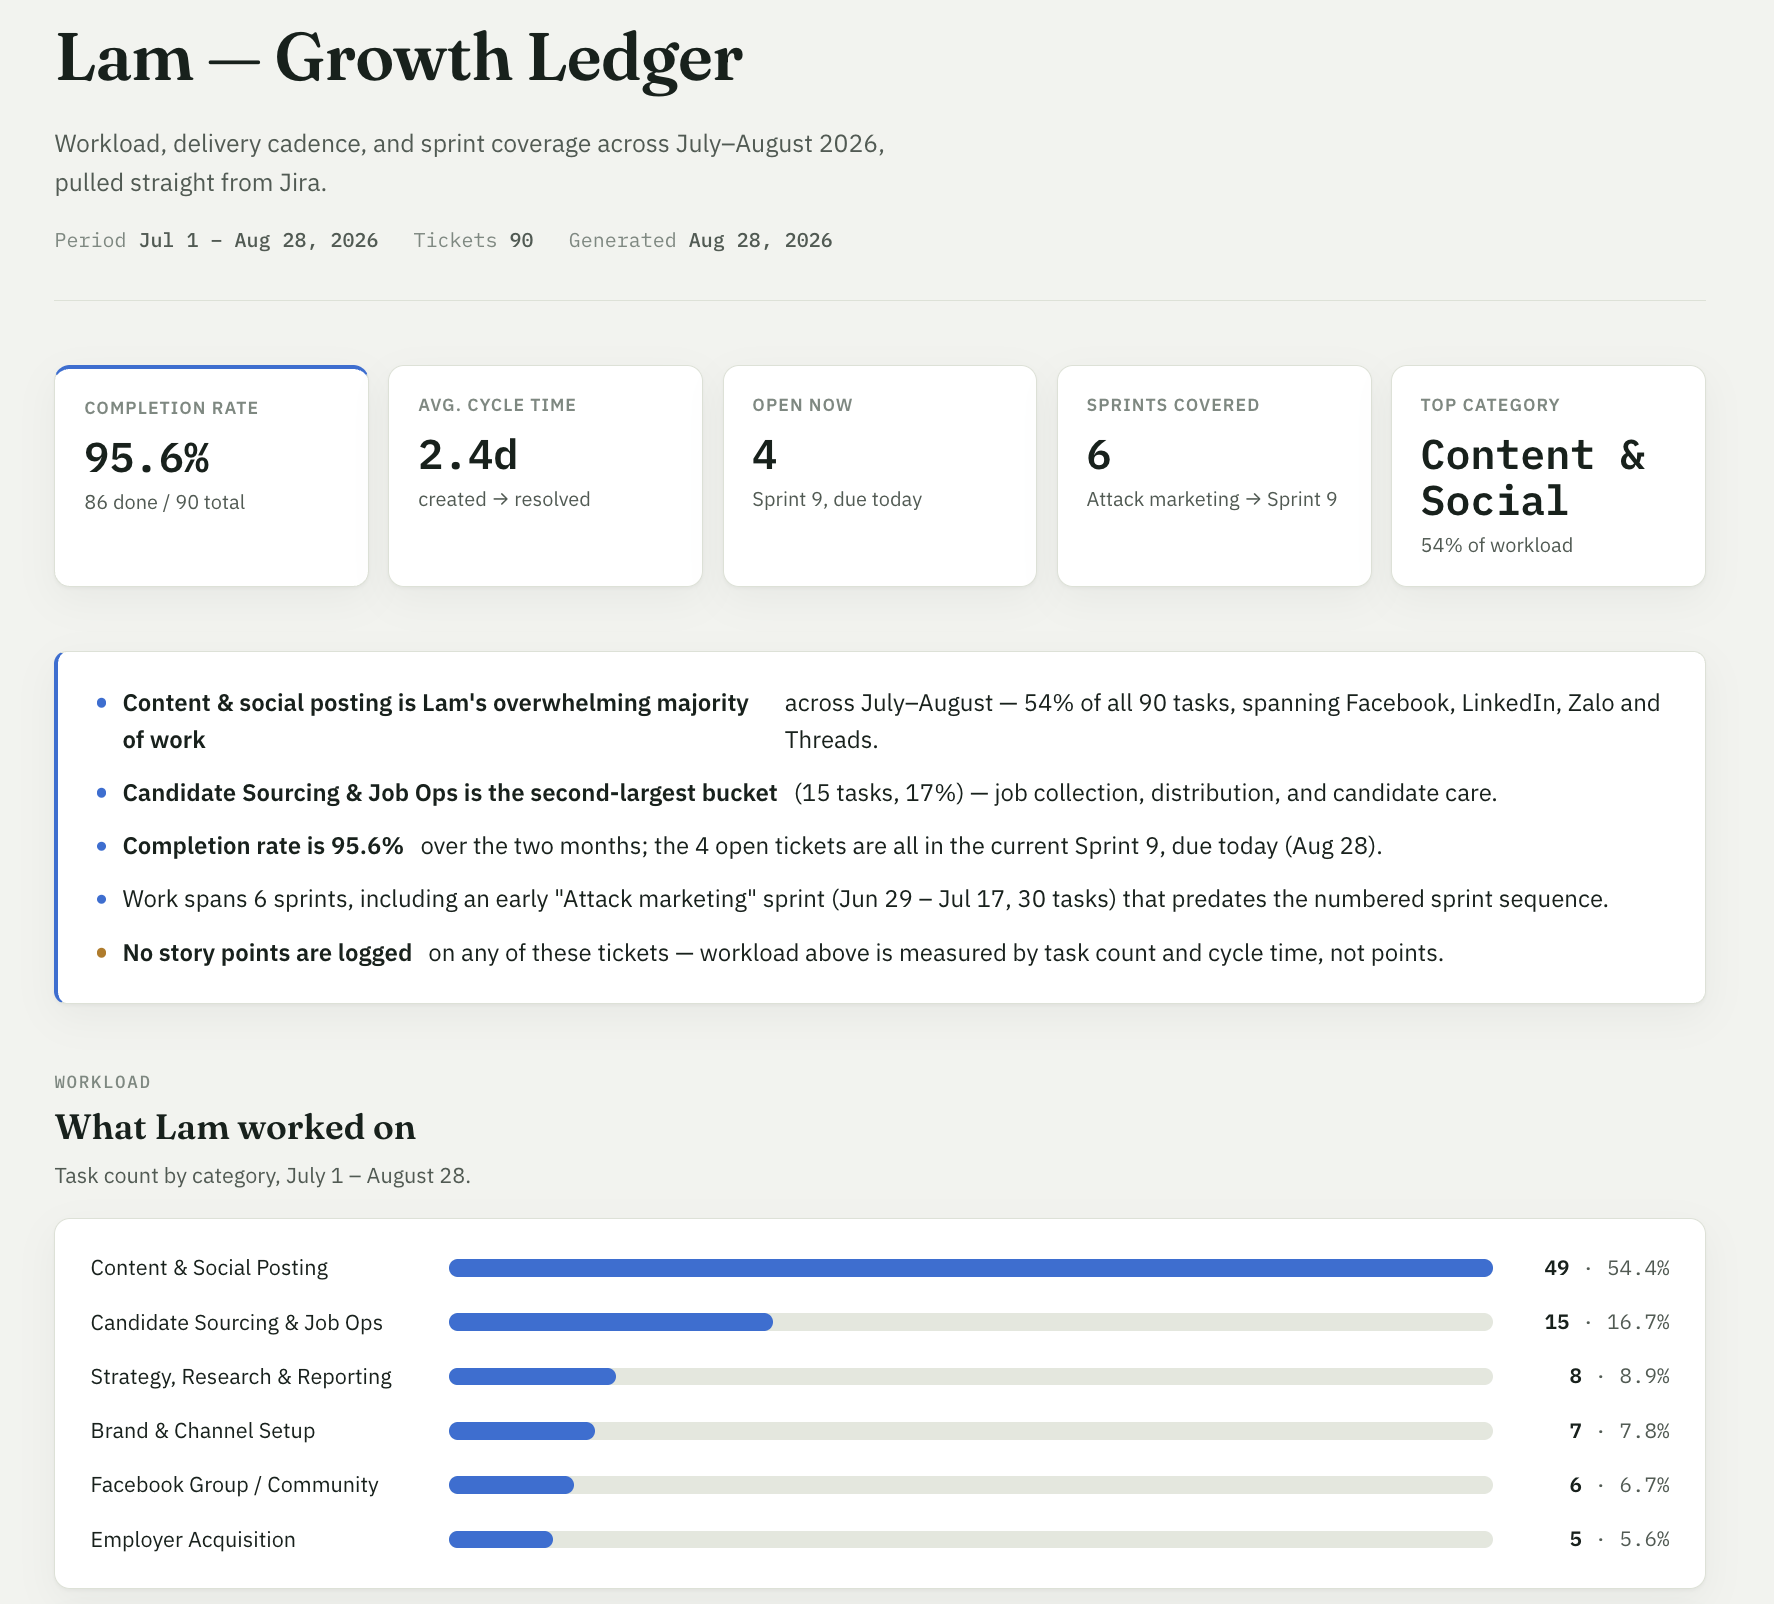 Lam — Growth Ledger
Workload, delivery cadence, and sprint coverage across July–August 2026,
pulled straight from Jira.
Period Jul 1 – Aug 28, 2026 Tickets 90 Generated Aug 28, 2026
COMPLETION RATE
95.6%
86 done / 90 total
AVG. CYCLE TIME
2.4d
created → resolved
OPEN NOW
4
Sprint 9, due today
SPRINTS COVERED
6
Attack marketing → Sprint 9
TOP CATEGORY
Content &
Social
54% of workload
Content & social posting is Lam's overwhelming majority
of work
across July–August — 54% of all 90 tasks, spanning Facebook, LinkedIn, Zalo and
Threads.
Candidate Sourcing & Job Ops is the second-largest bucket (15 tasks, 17%) — job collection, distribution, and candidate care.
Completion rate is 95.6% over the two months; the 4 open tickets are all in the current Sprint 9, due today (Aug 28).
Work spans 6 sprints, including an early "Attack marketing" sprint (Jun 29 – Jul 17, 30 tasks) that predates the numbered sprint sequence.
No story points are logged on any of these tickets — workload above is measured by task count and cycle time, not points.
WORKLOAD
What Lam worked on
Task count by category, July 1 – August 28.
Content & Social Posting 49 · 54.4%
Candidate Sourcing & Job Ops 15 · 16.7%
Strategy, Research & Reporting 8 · 8.9%
Brand & Channel Setup 7 · 7.8%
Facebook Group / Community 6 · 6.7%
Employer Acquisition 5 · 5.6%